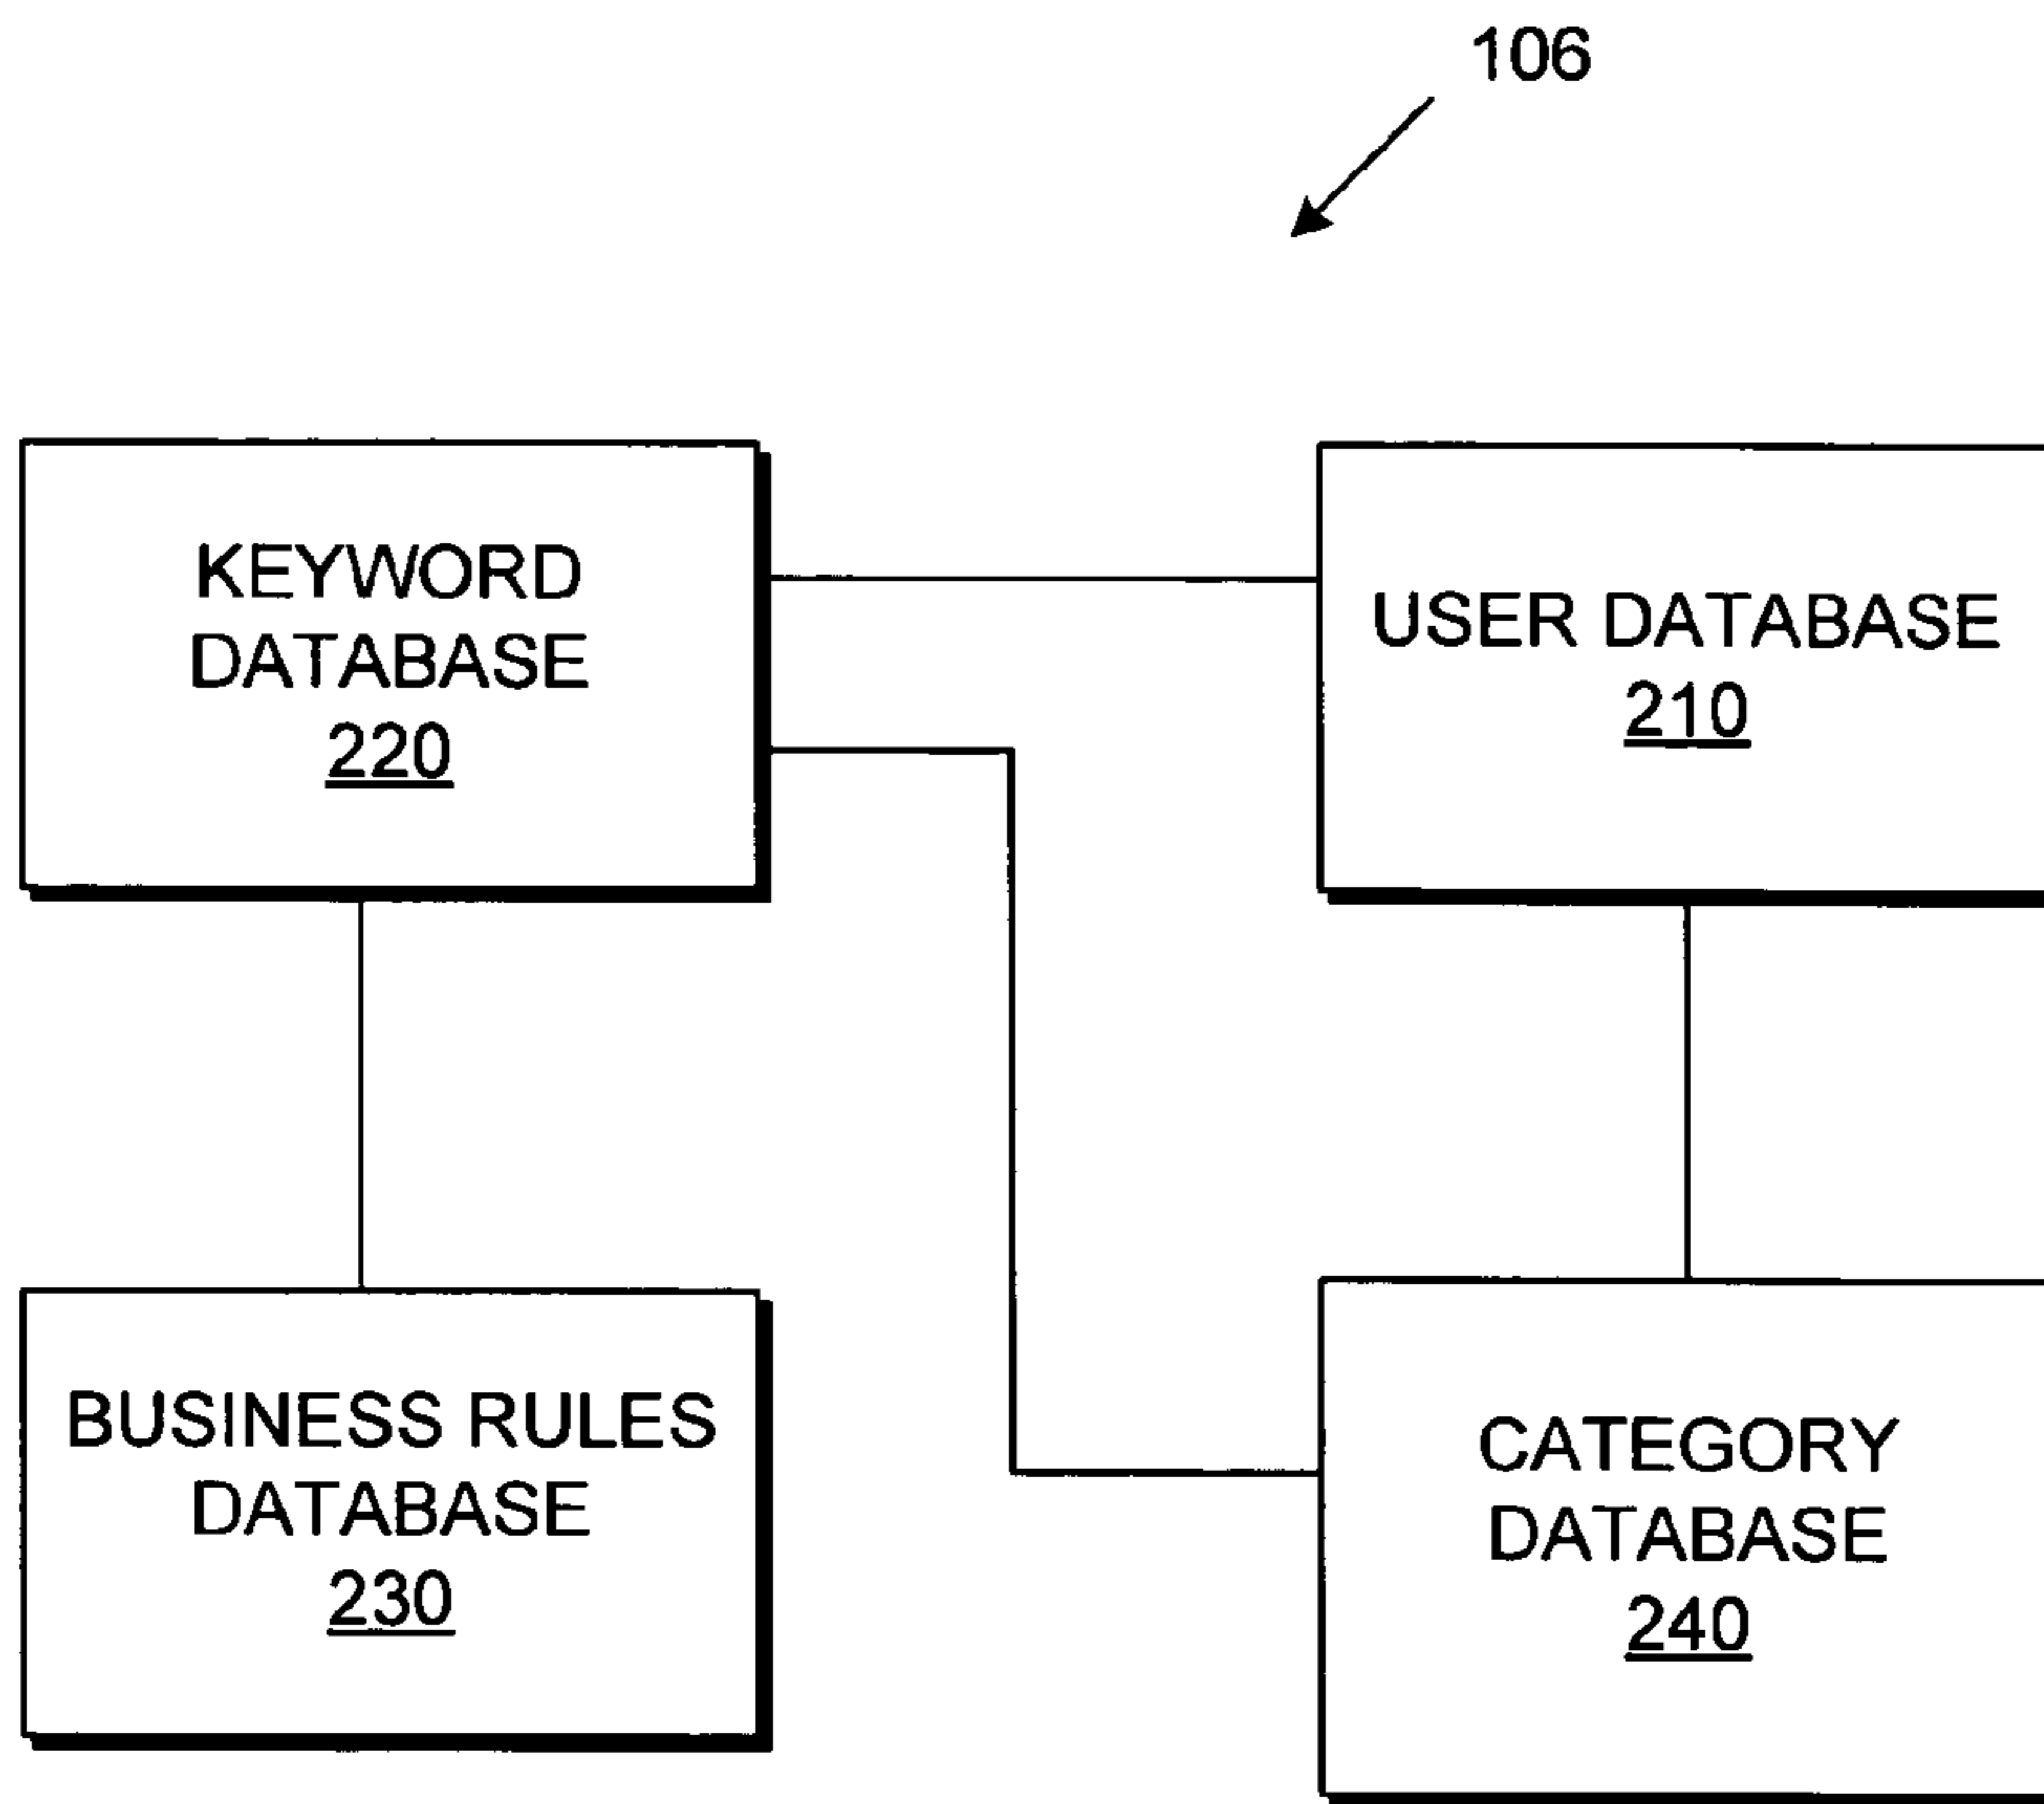 106
KEYWORD
DATABASE
220
USER DATABASE
210
BUSINESS RULES
DATABASE
230
CATEGORY
DATABASE
240